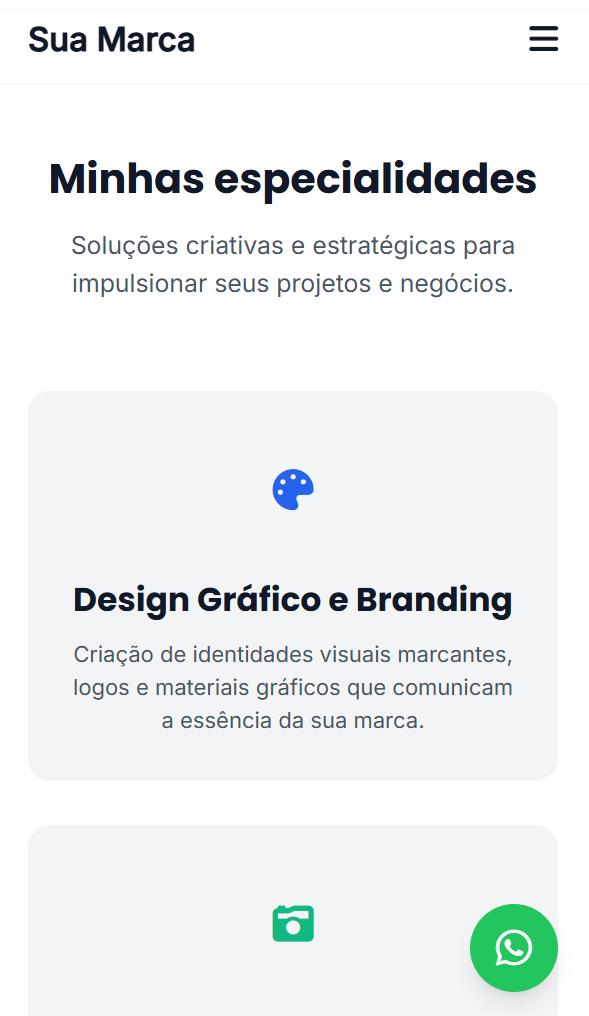 Sua Marca
Minhas especialidades
Soluções criativas e estratégicas para
impulsionar seus projetos e negócios.
Design Gráfico e Branding
Criação de identidades visuais marcantes,
logos e materiais gráficos que comunicam
a essência da sua marca.